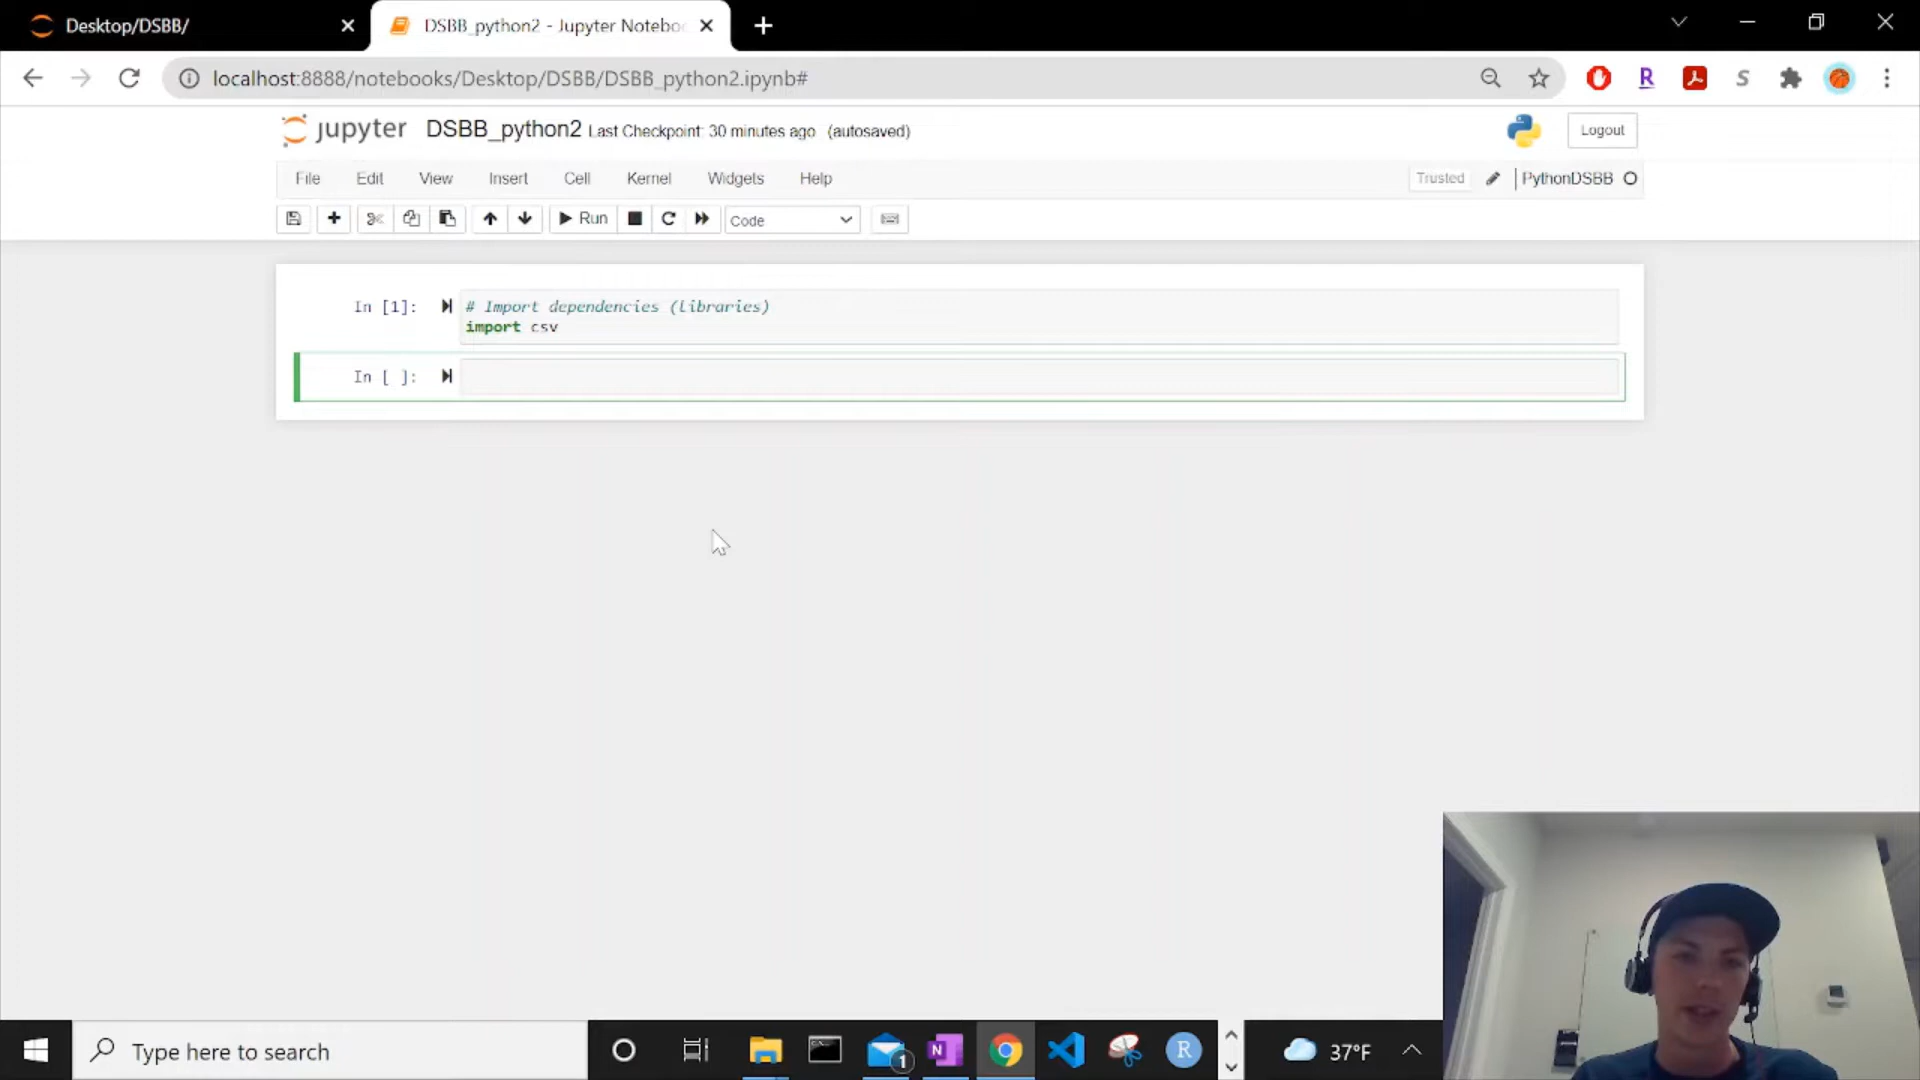 Desktop/DSBB/
DSBB_python2 - Jupyter Notebo
localhost:8888/notebooks/Desktop/DSBB/DSBB_python2.ipynb#
jupyter DSBB_python2 Last Checkpoint: 30 minutes ago (autosaved)
Logout
File Edit View Insert Cell Kernel Widgets Help
Trusted
PythonDSBB
Run
Code
In [1]:
# Import dependencies (libraries)
import csv
In [ ]:
Type here to search
1
N
R
37°F